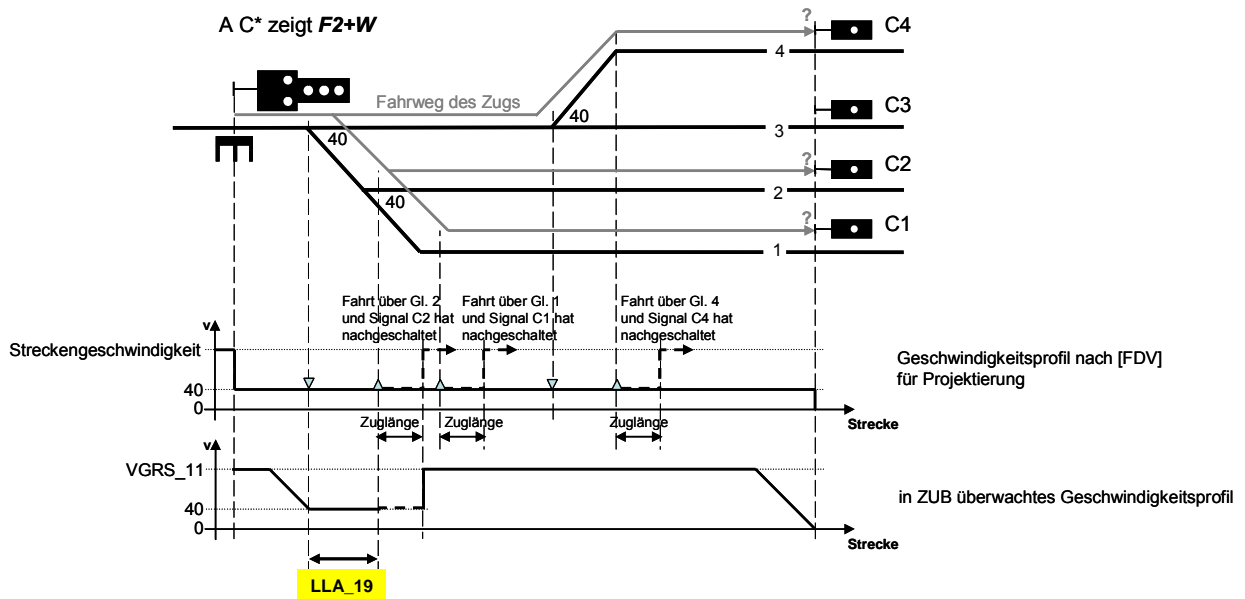 A C* zeigt F2+W
?
C4
4
Fahrweg des Zugs
40
C3
3
40
?
C2
40
2
?
C1
1
Fahrt über Gl. 2
und Signal C2 hat
nachgeschaltet
Fahrt über Gl. 1
und Signal C1 hat
nachgeschaltet
Fahrt über Gl. 4
und Signal C4 hat
nachgeschaltet
v
Streckengeschwindigkeit
Geschwindigkeitsprofil nach [FDV]
für Projektierung
40
0
Zuglänge
Zuglänge
Zuglänge
Strecke
v
VGRS_11
in ZUB überwachtes Geschwindigkeitsprofil
40
0
Strecke
LLA_19